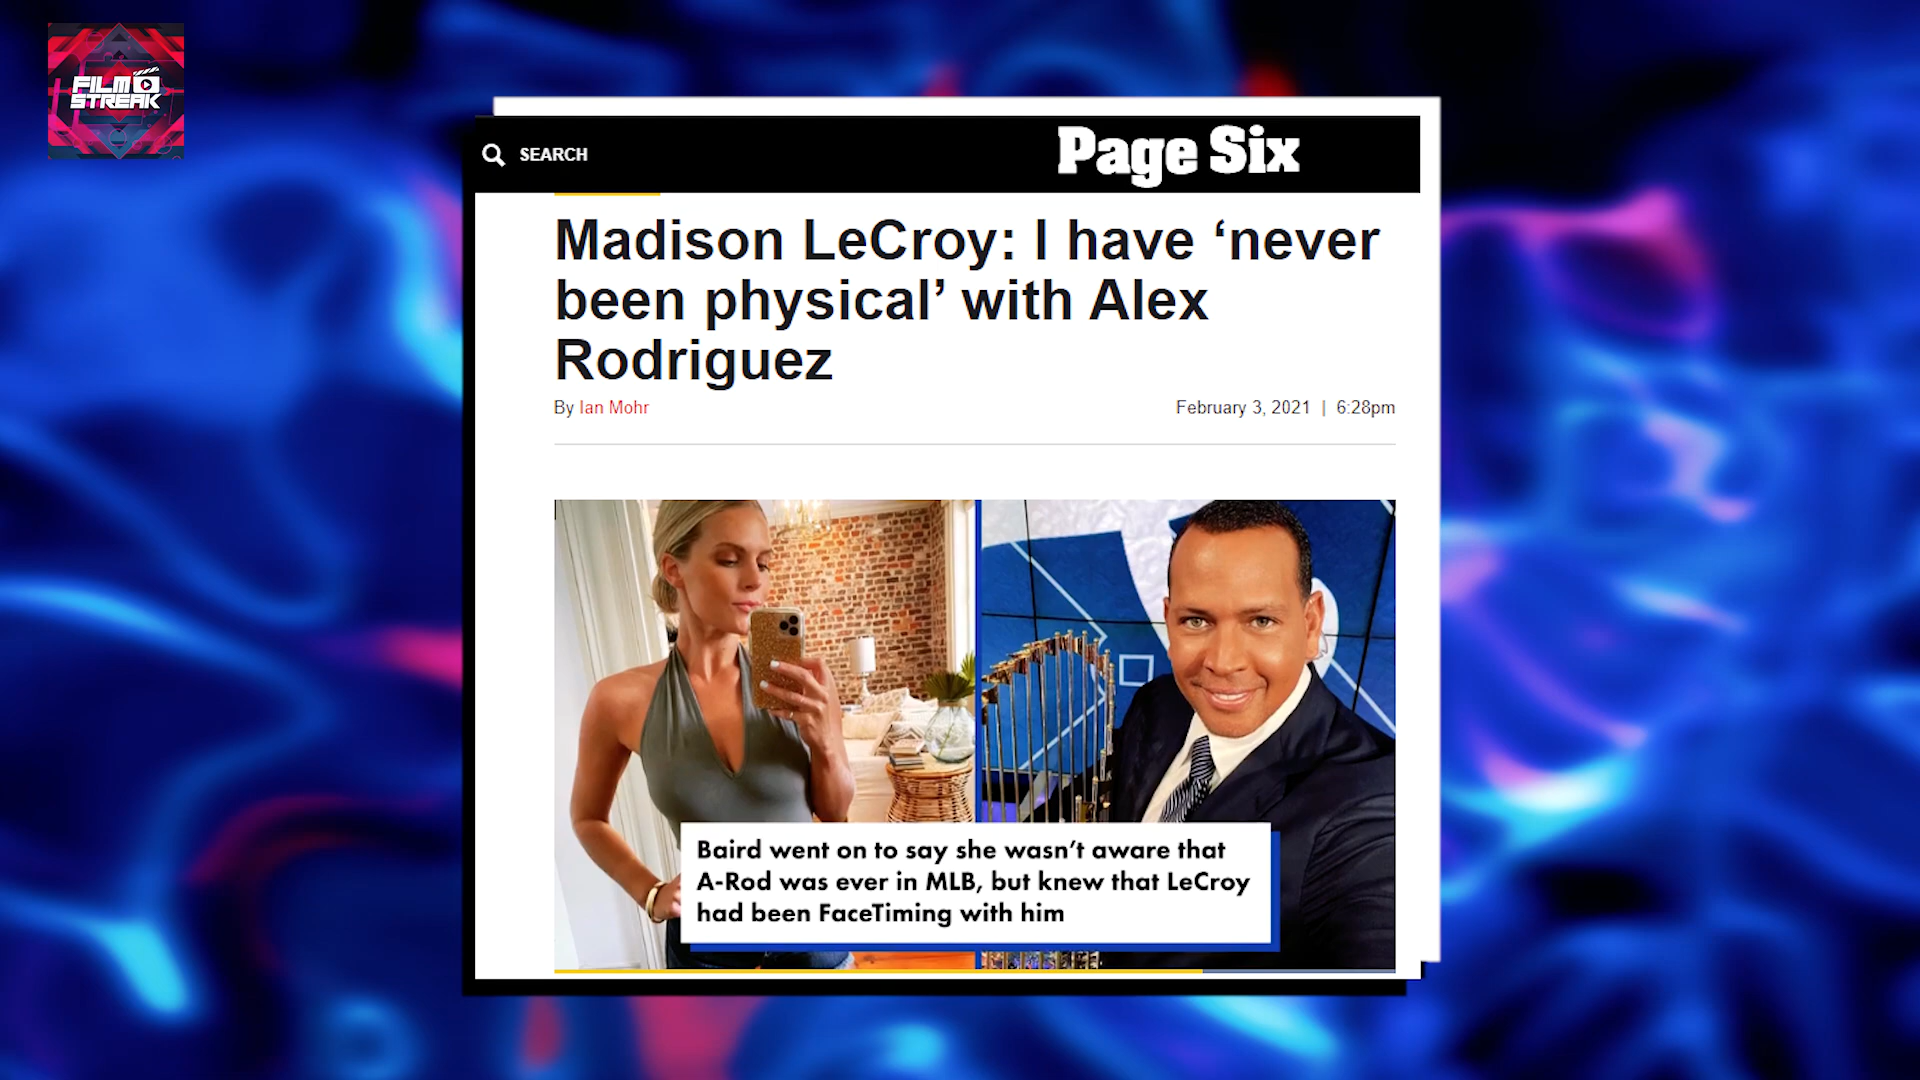 FILM
STREAK
SEARCH
Page Six
Madison LeCroy: I have ‘never
been physical’ with Alex
Rodriguez
By Ian Mohr
February 3, 2021 | 6:28pm
Baird went on to say she wasn’t aware that
A-Rod was ever in MLB, but knew that LeCroy
had been FaceTiming with him